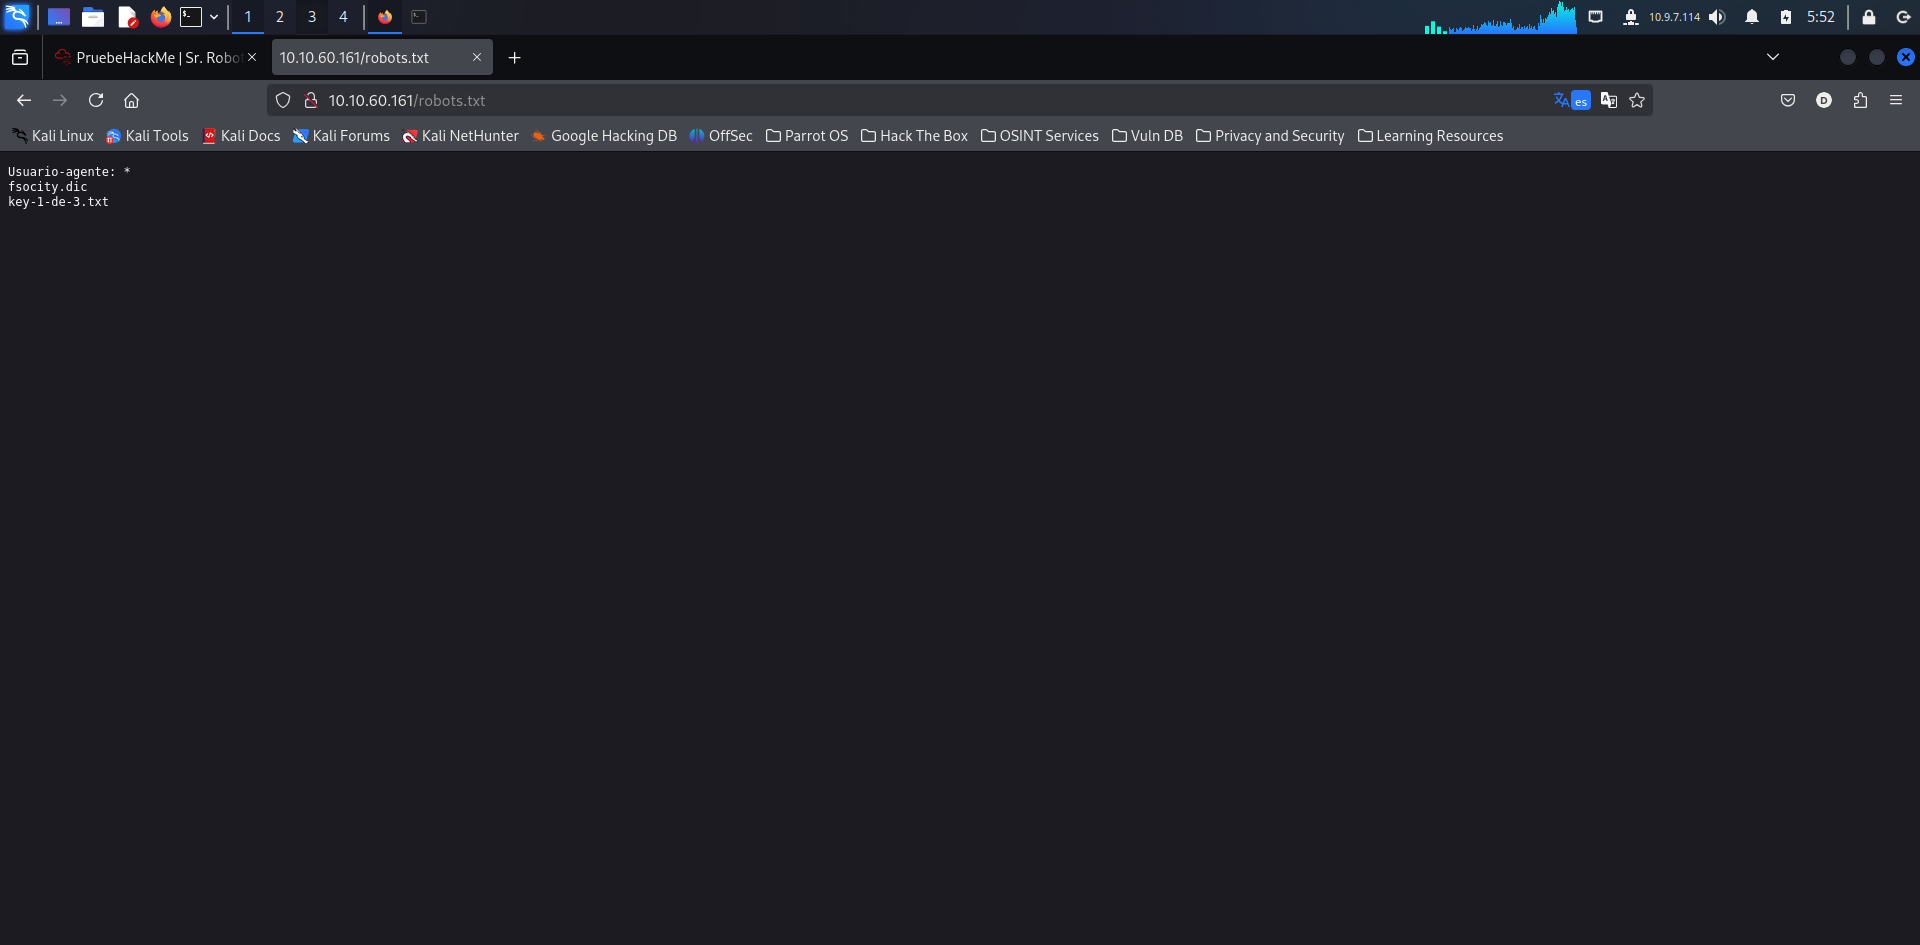 1 2 3 4 10.9.7.114 5:52
PruebeHackMe | Sr. Robo 10.10.60.161/robots.txt
10.10.60.161/robots.txt es D
Kali Linux Kali Tools Kali Docs Kali Forums Kali NetHunter Google Hacking DB OffSec Parrot OS Hack The Box OSINT Services Vuln DB Privacy and Security Learning Resources
Usuario-agente: *
fsocity.dic
key-1-de-3.txt